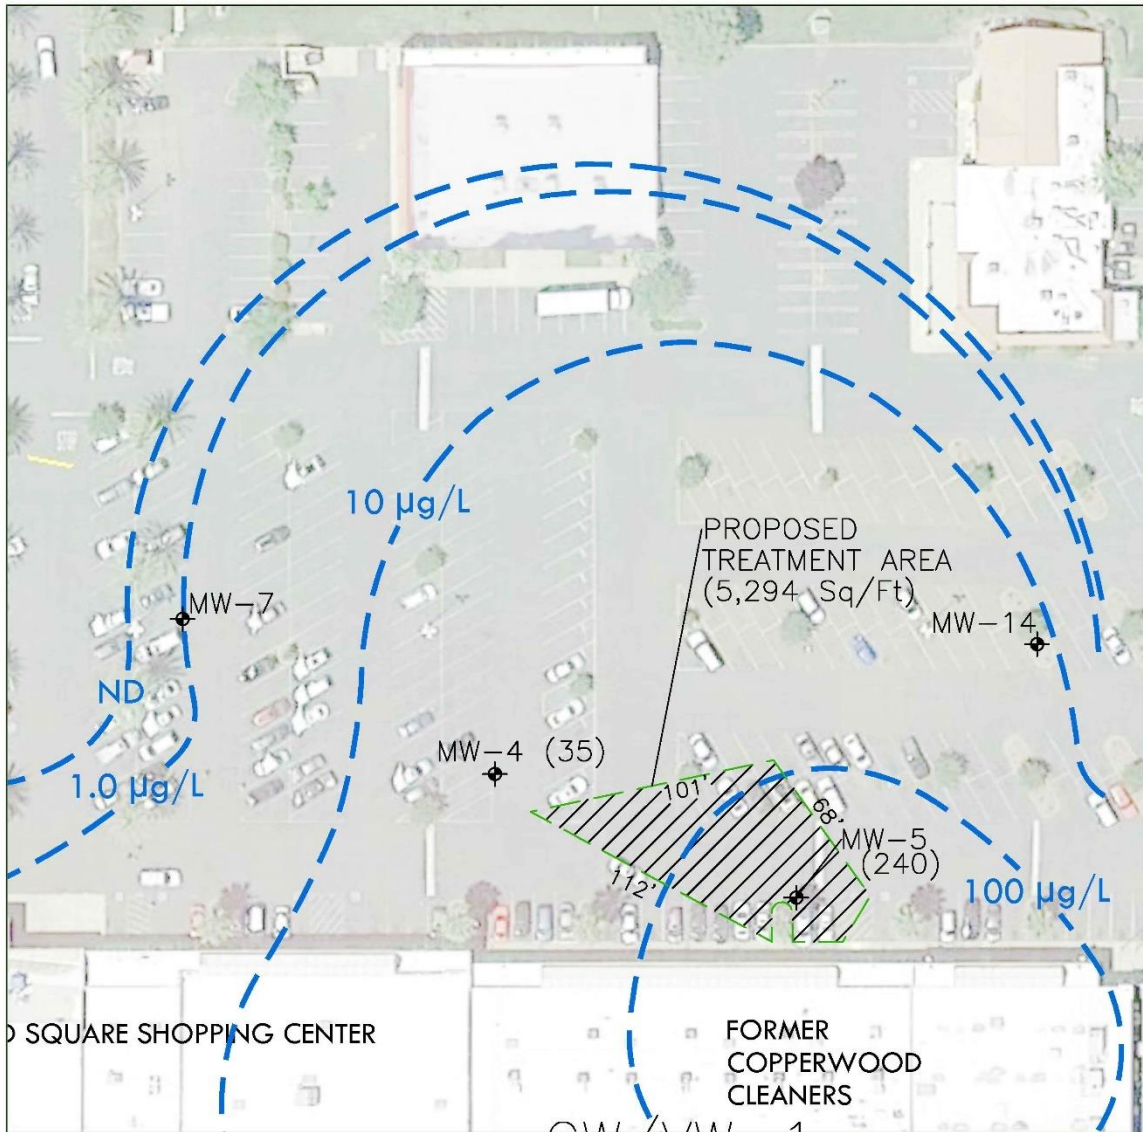 10 µg/L
PROPOSED
TREATMENT AREA
(5,294 Sq/Ft)
MW-7
MW-14
ND
1.0 µg/L
MW-4 (35)
101'
68'
MW-5
(240)
112'
100 µg/L
SQUARE SHOPPING CENTER
FORMER
COPPERWOOD
CLEANERS